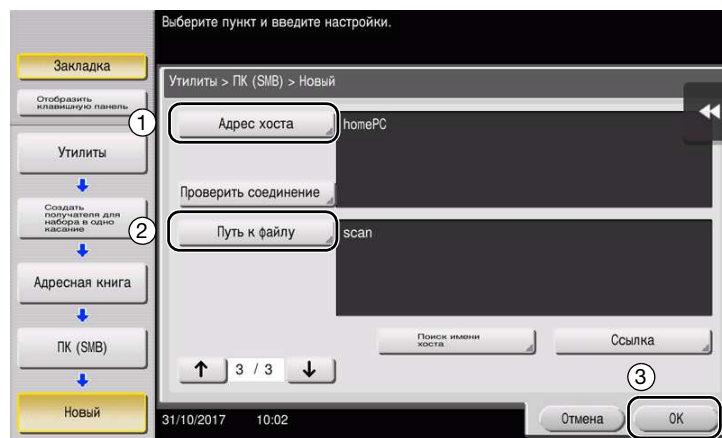 Выберите пункт и введите настройки.
Закладка
Отобразить
клавишную панель
Утилиты
Создать
получателя для
набора в одно
касание
Адресная книга
ПК (SMB)
Новый
Утилиты > ПК (SMB) > Новый
1
Адрес хоста
homePC
Проверить соединение
2
Путь к файлу
scan
Поиск имени
хоста
Ссылка
3 / 3
3
31/10/2017 10:02
Отмена
OK